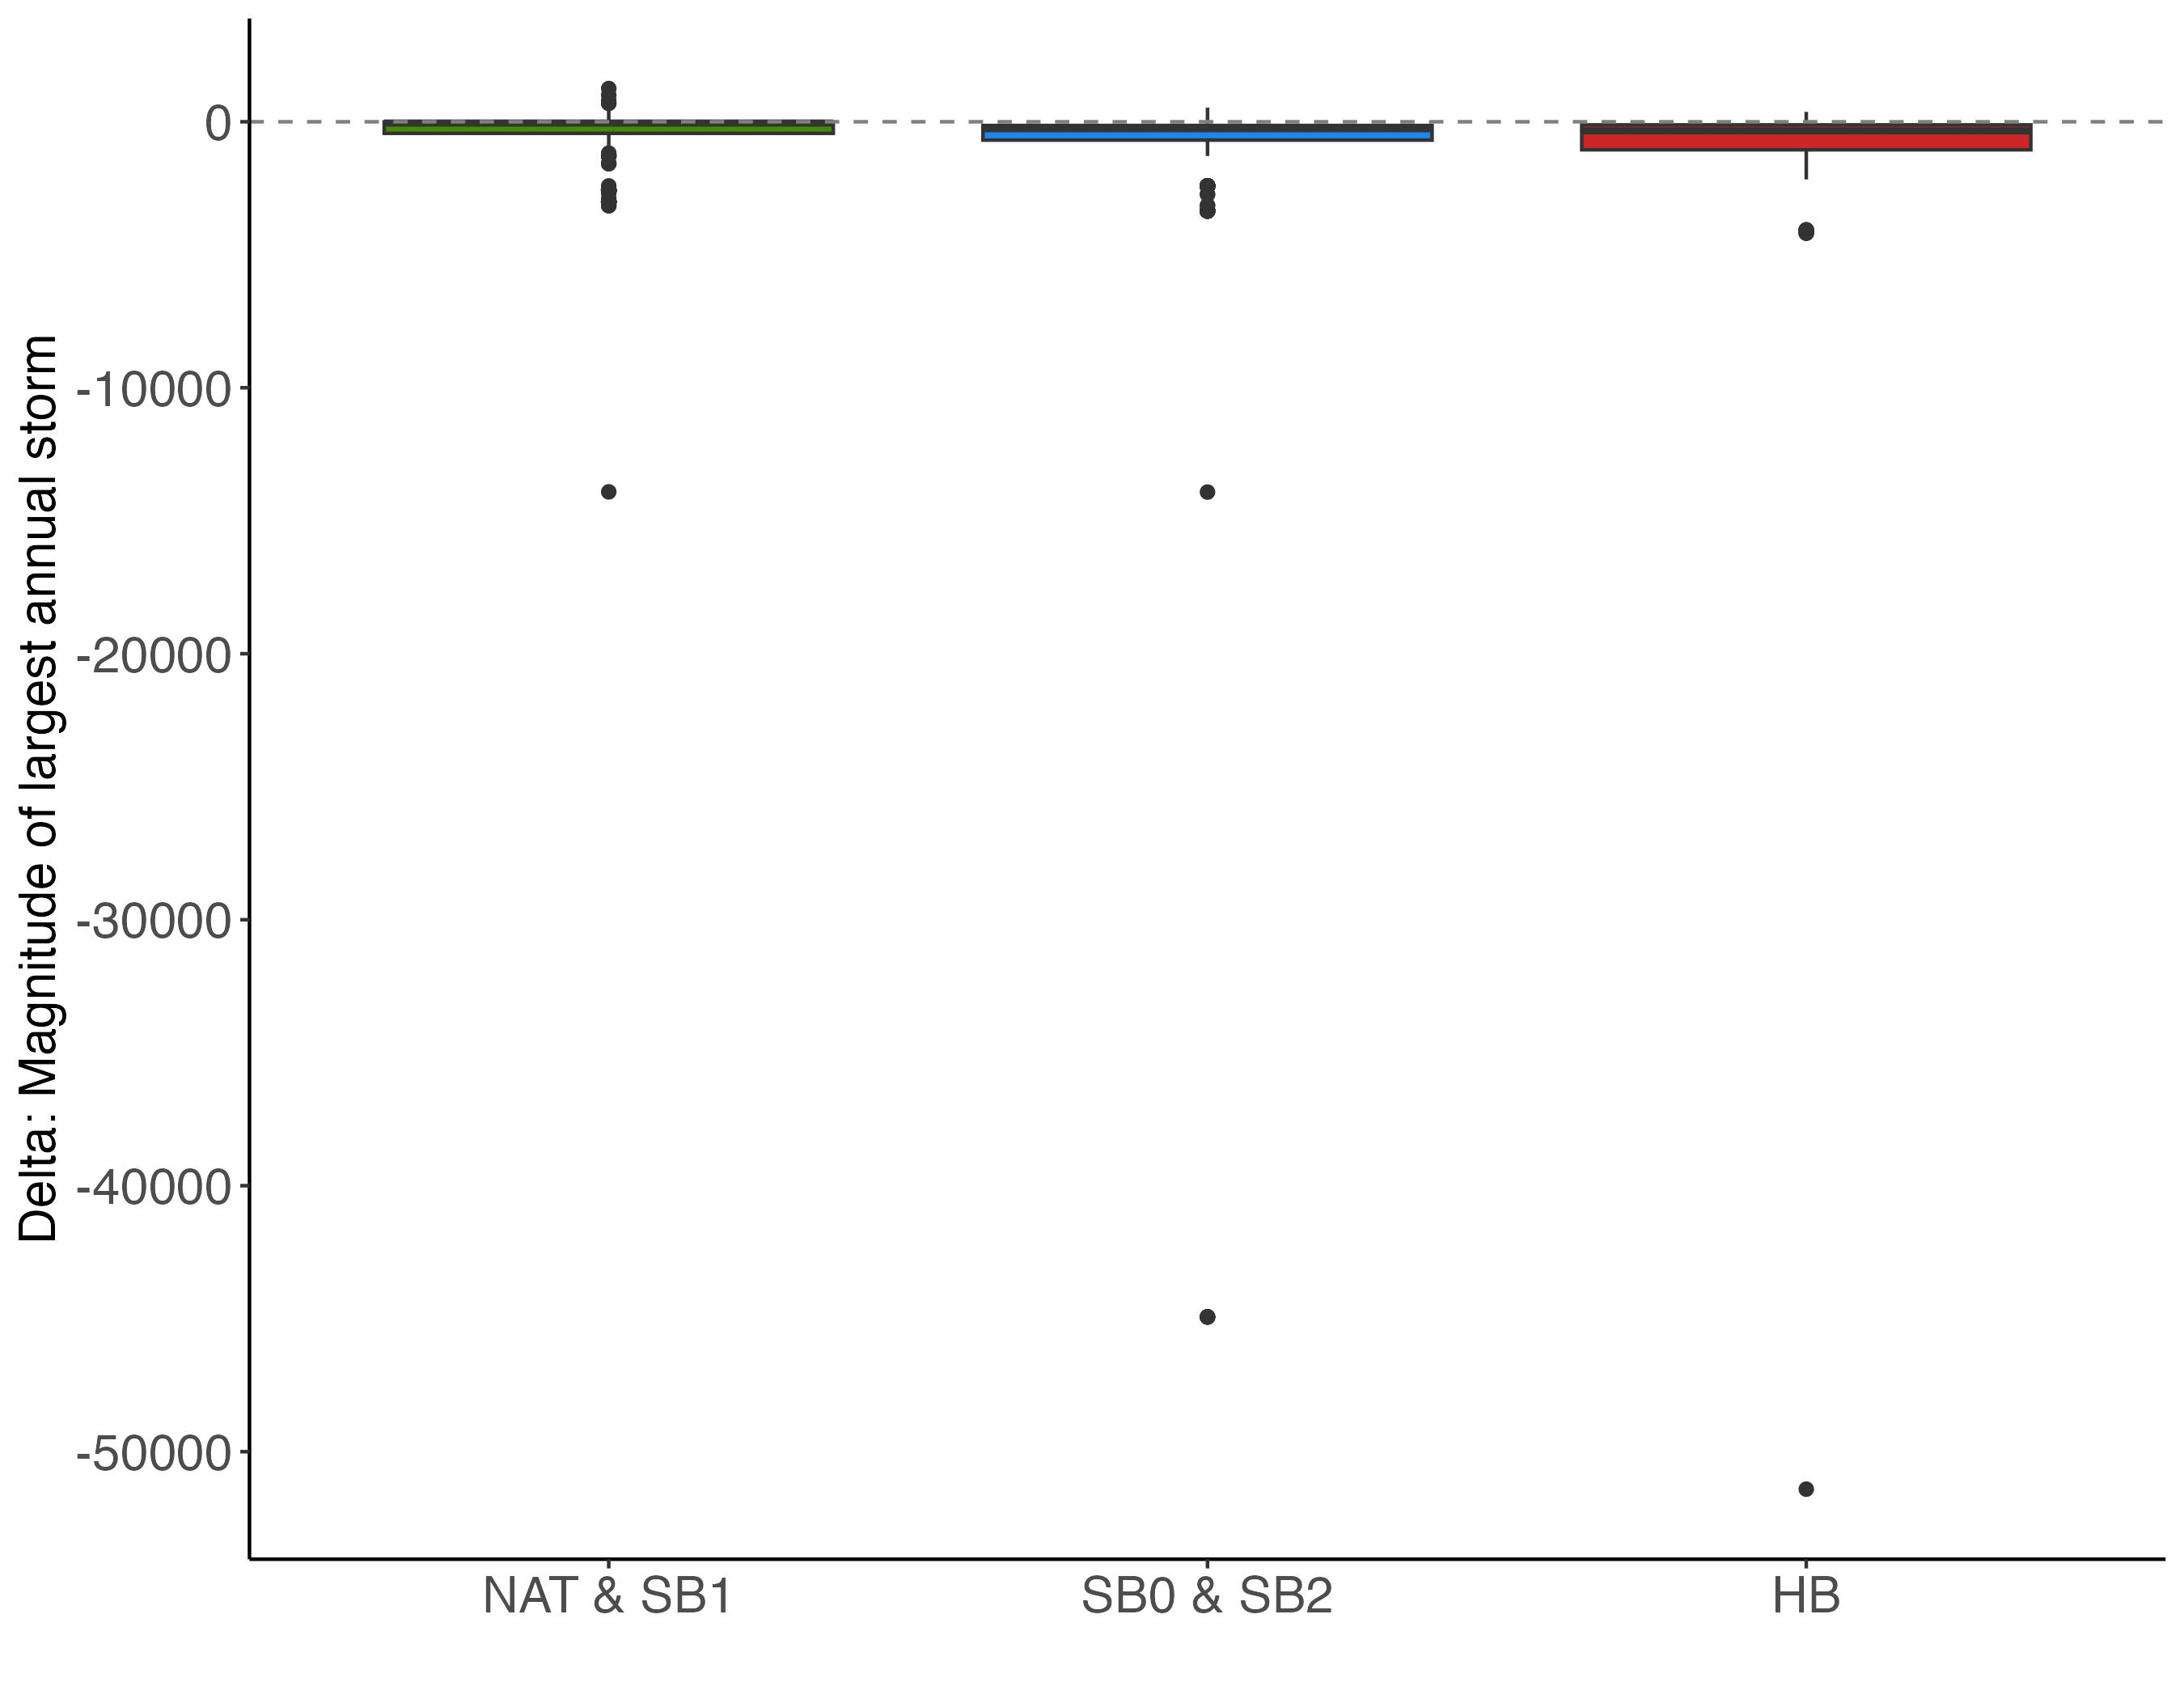 Delta: Magnitude of largest annual storm
0
-10000
-20000
-30000
-40000
-50000
NAT & SB1
SB0 & SB2
HB